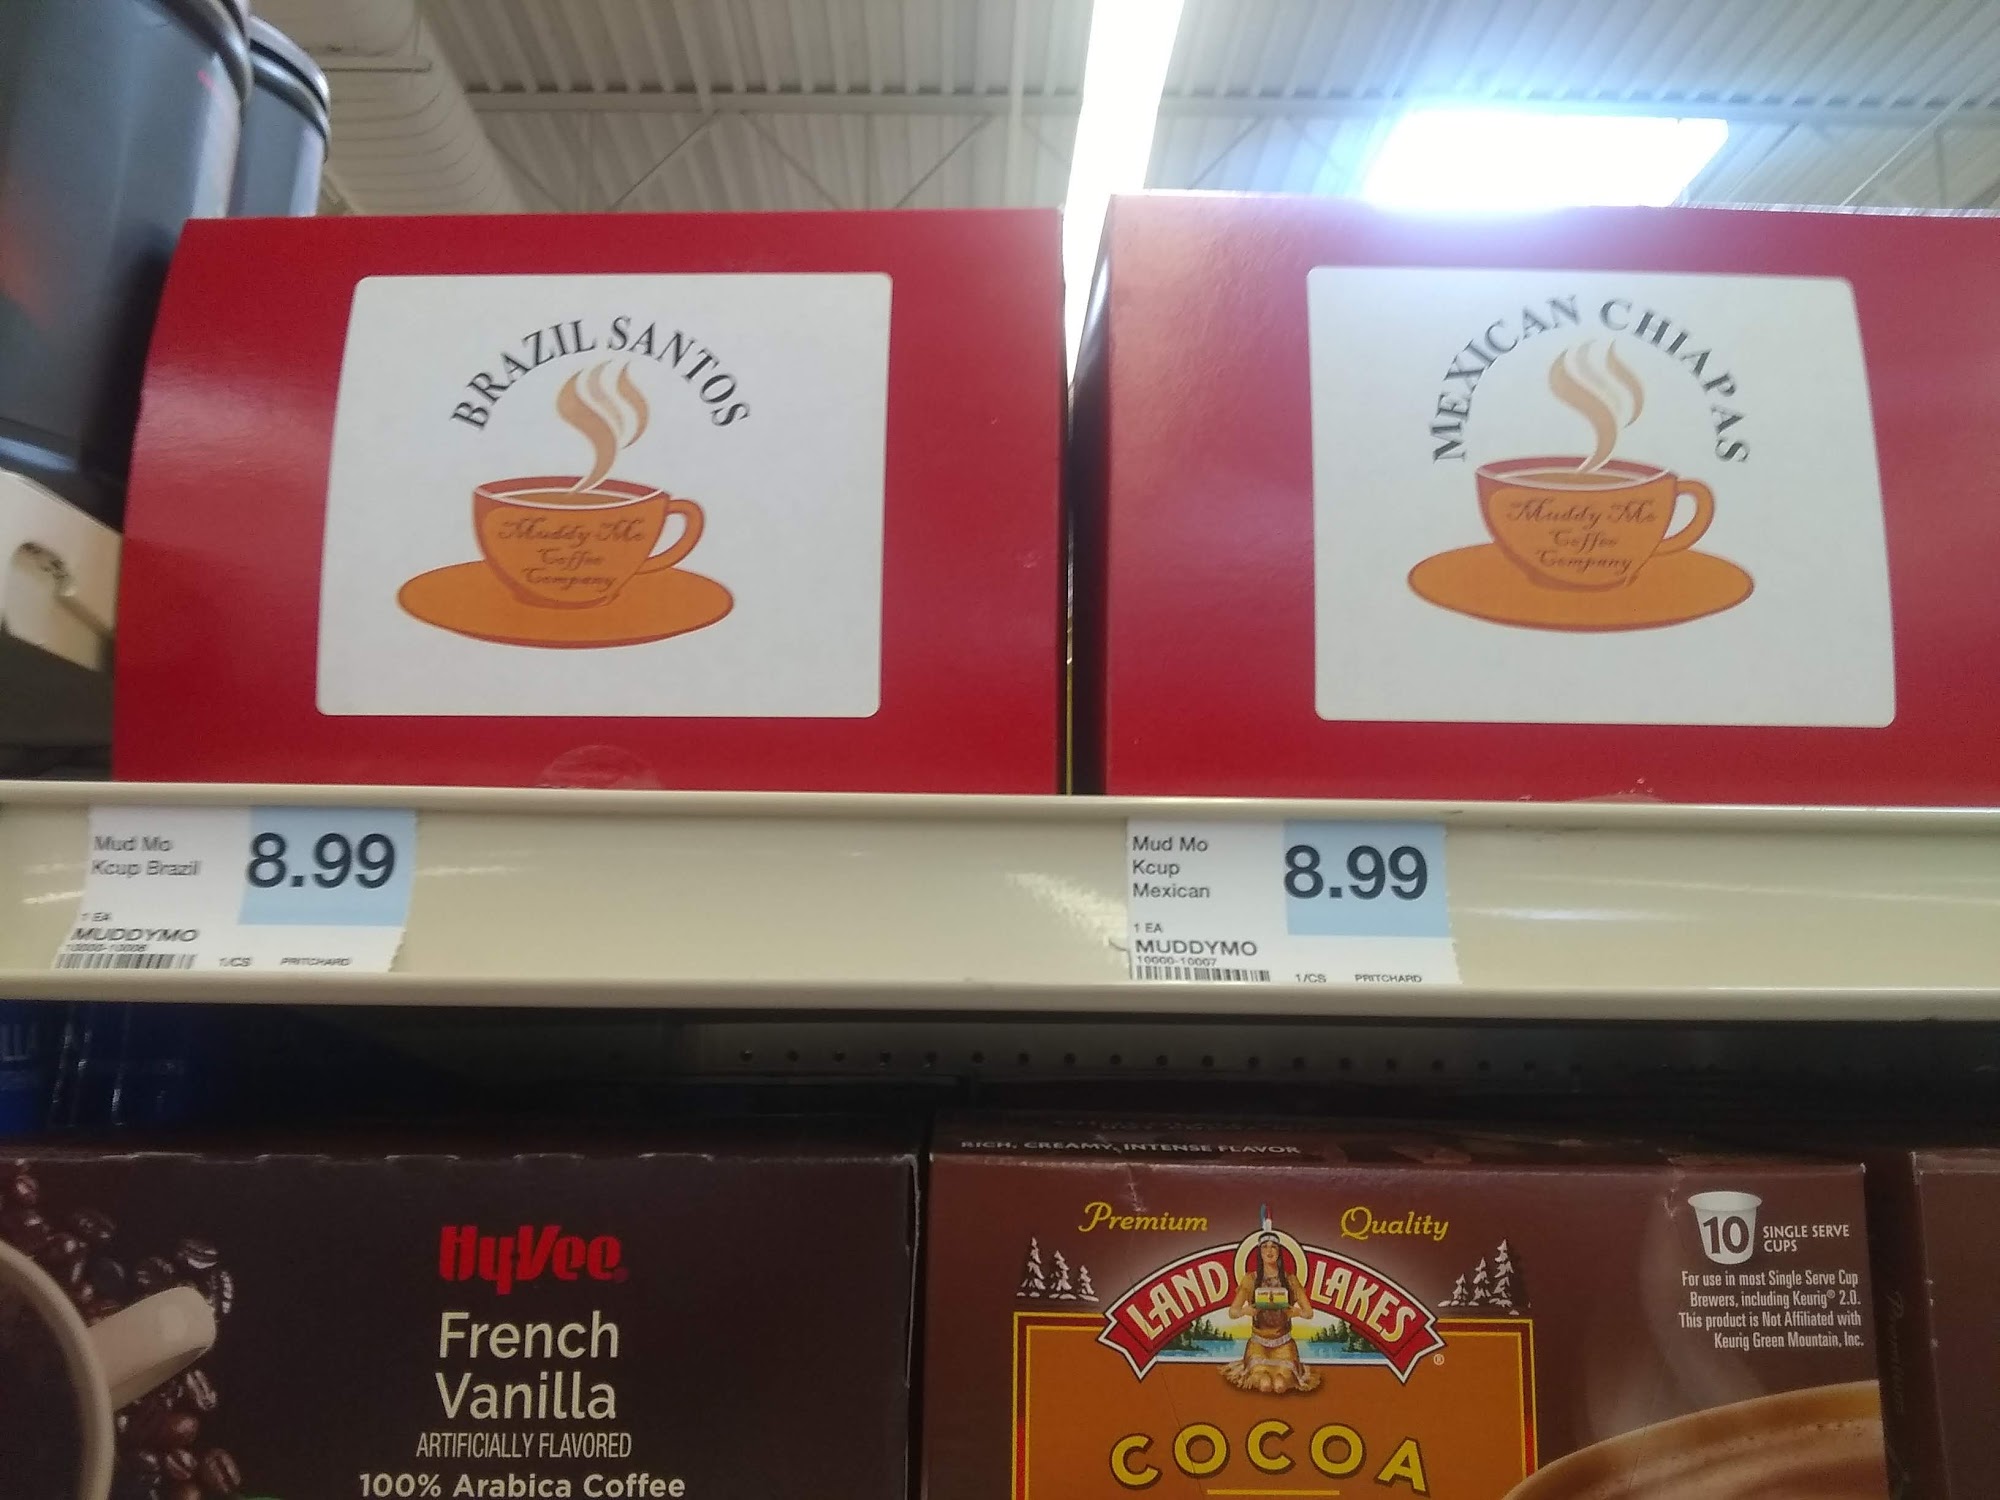 BRAZIL SANTOS
Muddy Mo
Coffee
Company
MEXICAN CHIAPAS
Muddy Mo
Coffee
Company
Mud Mo
Kcup Brazil
8.99
1 EA
MUDDYMO
10000-10006
1/CS PRITCHARD
Mud Mo
Kcup
Mexican
8.99
1 EA
MUDDYMO
10000-10007
1/CS PRITCHARD
HyVee
French
Vanilla
ARTIFICIALLY FLAVORED
100% Arabica Coffee
RICH, CREAMY, INTENSE FLAVOR
Premium Quality
LAND O LAKES®
COCOA
10 SINGLE SERVE
CUPS
For use in most Single Serve Cup
Brewers, including Keurig® 2.0.
This product is Not Affiliated with
Keurig Green Mountain, Inc.